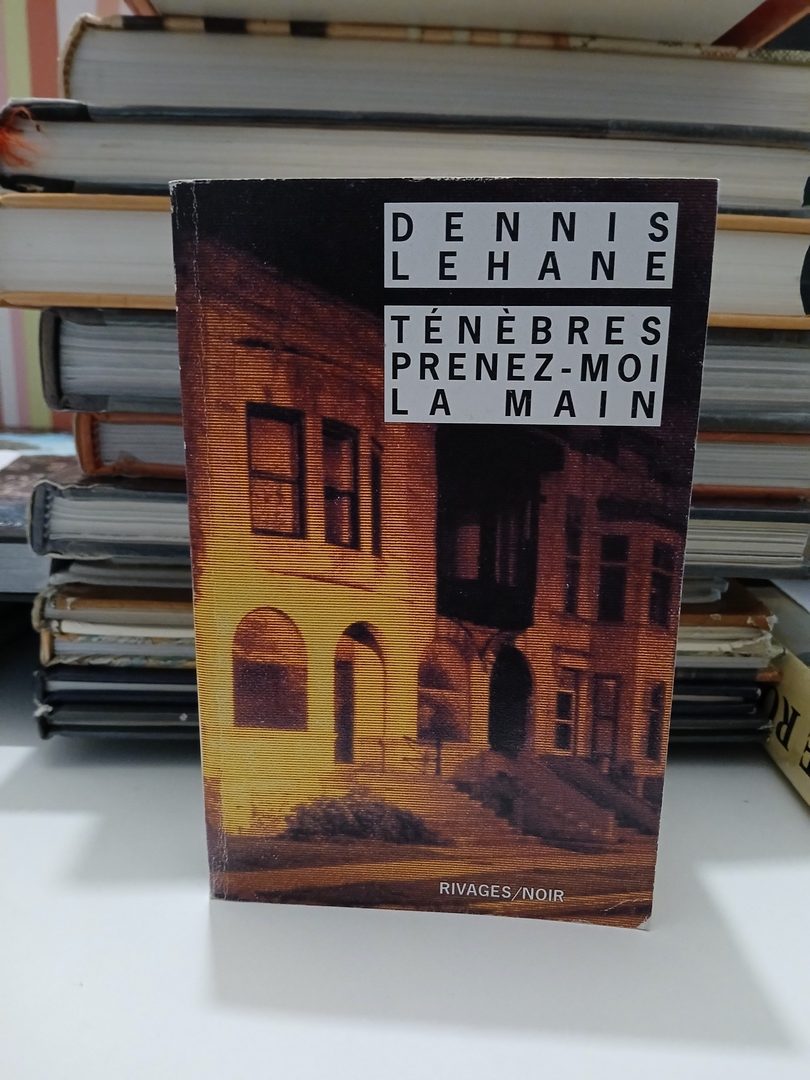 DENNIS
LEHANE
TÉNÈBRES
PRENEZ-MOI
LA MAIN
RIVAGES/NOIR